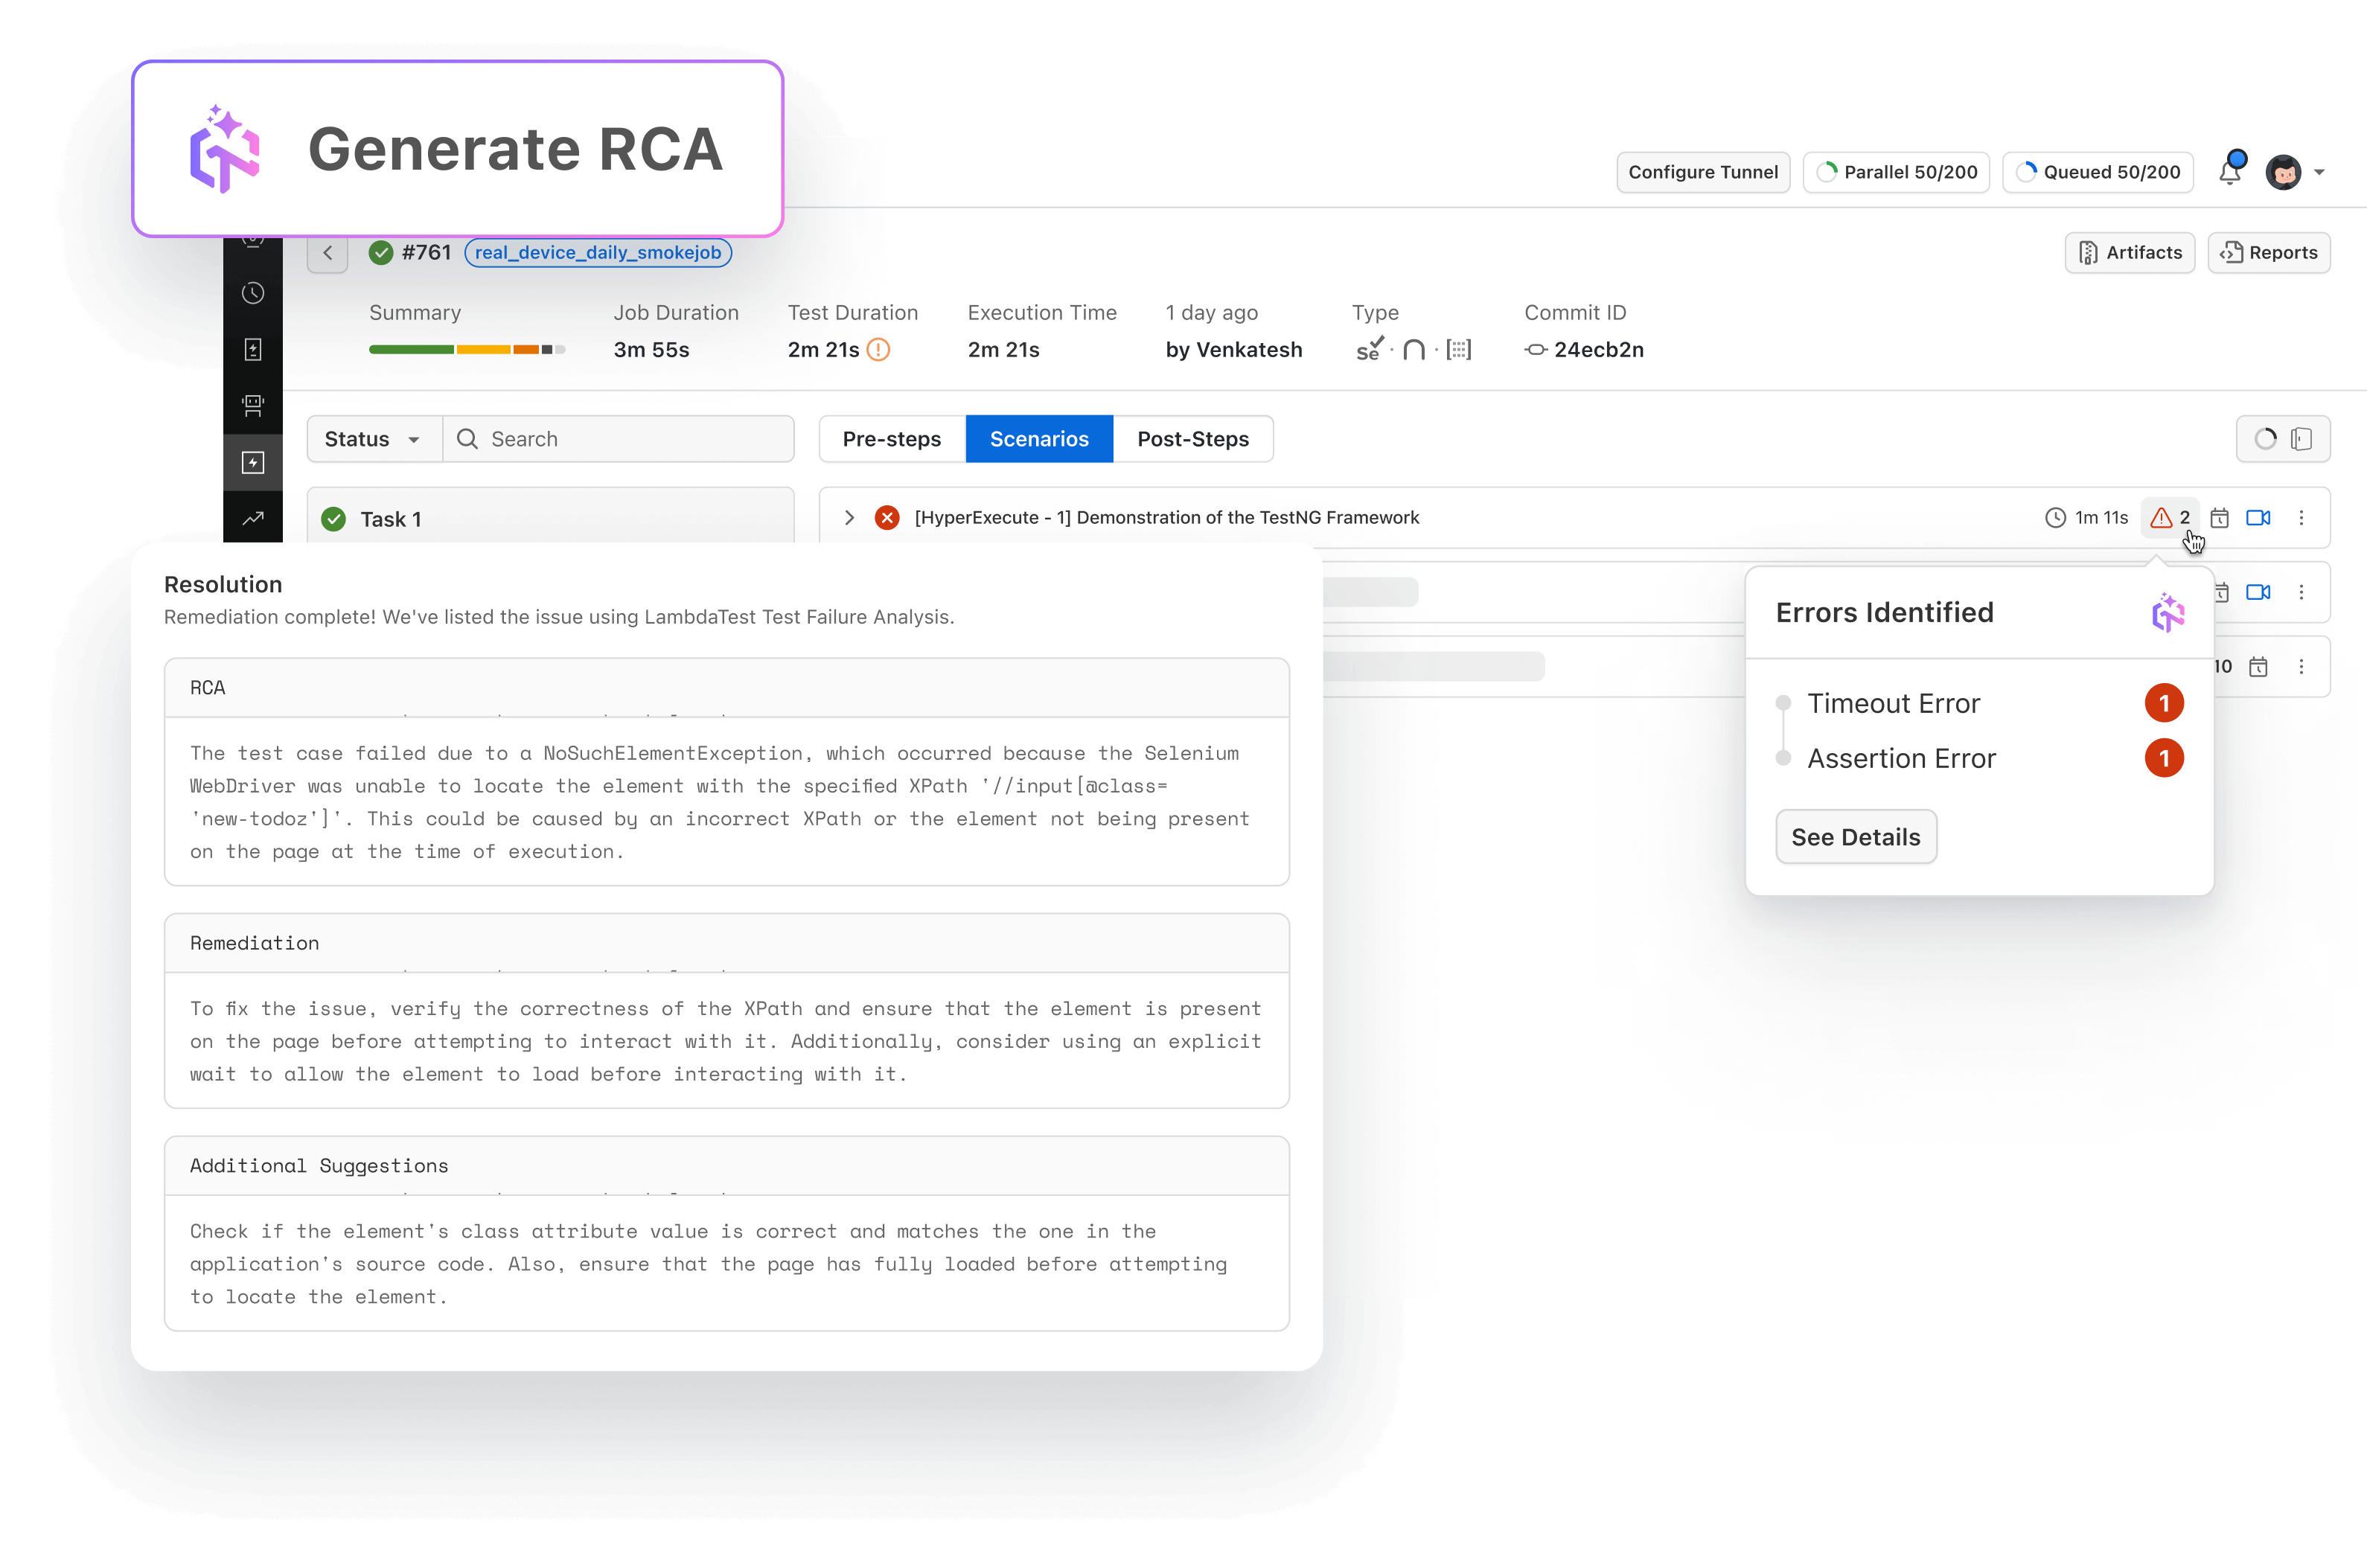 Generate RCA
Configure Tunnel
Parallel 50/200
Queued 50/200
#761
real_device_daily_smokejob
Artifacts
Reports
Summary
Job Duration
3m 55s
Test Duration
2m 21s
Execution Time
2m 21s
1 day ago
by Venkatesh
Type
Se
Commit ID
24ecb2n
Status
Search
Pre-steps
Scenarios
Post-Steps
Task 1
[HyperExecute - 1] Demonstration of the TestNG Framework
1m 11s
2
10
Resolution
Remediation complete! We've listed the issue using LambdaTest Test Failure Analysis.
RCA
The test case failed due to a NoSuchElementException, which occurred because the Selenium
WebDriver was unable to locate the element with the specified XPath '//input[@class=
'new-todoz']'. This could be caused by an incorrect XPath or the element not being present
on the page at the time of execution.
Remediation
To fix the issue, verify the correctness of the XPath and ensure that the element is present
on the page before attempting to interact with it. Additionally, consider using an explicit
wait to allow the element to load before interacting with it.
Additional Suggestions
Check if the element's class attribute value is correct and matches the one in the
application's source code. Also, ensure that the page has fully loaded before attempting
to locate the element.
Errors Identified
Timeout Error
1
Assertion Error
1
See Details